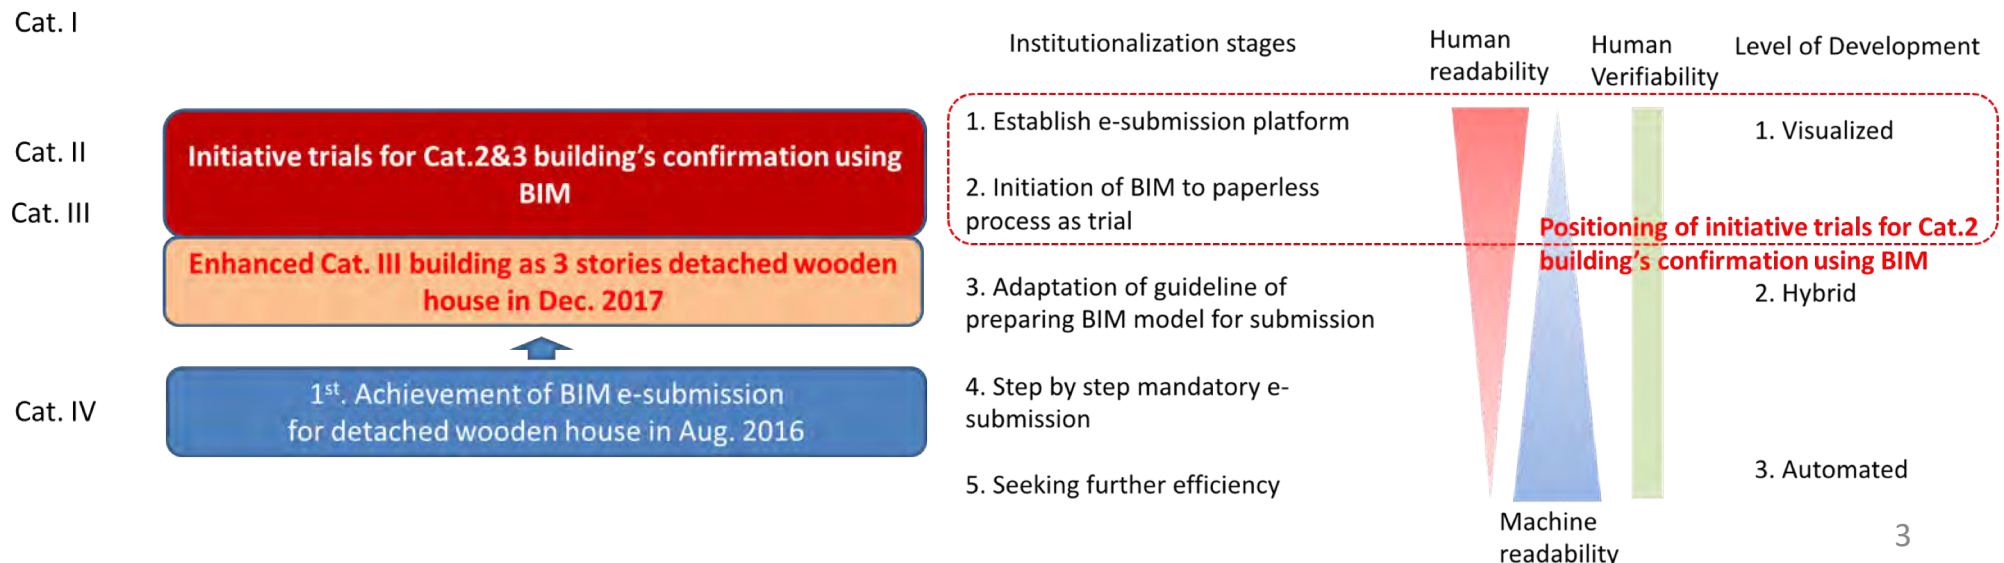 Cat. I
Cat. II
Cat. III
Cat. IV
Initiative trials for Cat.2&3 building's confirmation using
BIM
Enhanced Cat. III building as 3 stories detached wooden
house in Dec. 2017
1st. Achievement of BIM e-submission
for detached wooden house in Aug. 2016
Institutionalization stages
1. Establish e-submission platform
2. Initiation of BIM to paperless
process as trial
3. Adaptation of guideline of
preparing BIM model for submission
4. Step by step mandatory e-
submission
5. Seeking further efficiency
Human
readability
Human
Verifiability
Machine
readability
Level of Development
1. Visualized
Positioning of initiative trials for Cat.2
building's confirmation using BIM
2. Hybrid
3. Automated
3